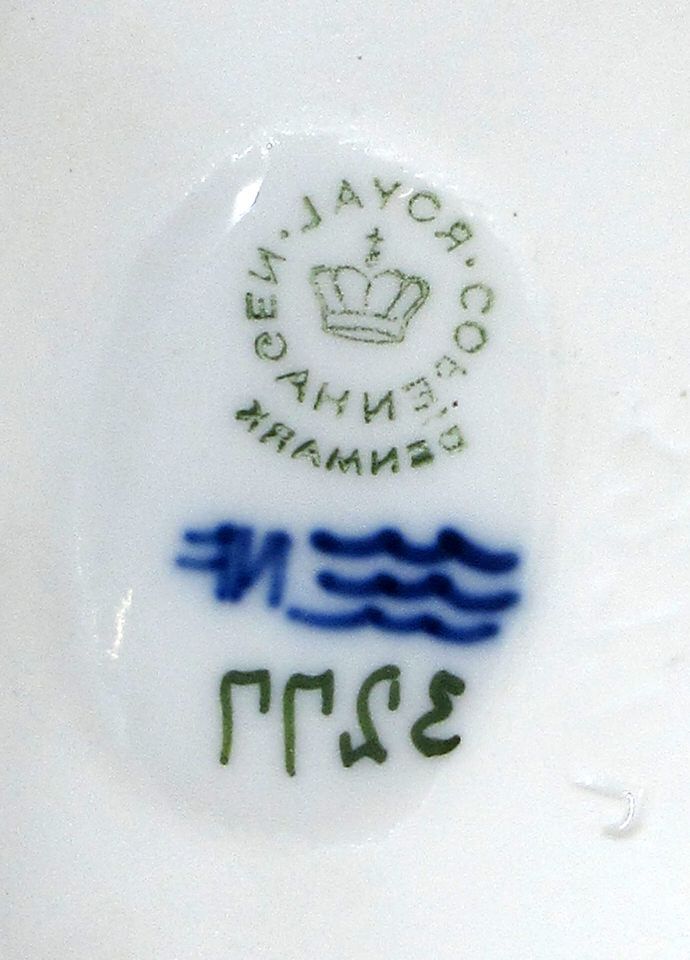 ROYAL · COPENHAGEN ·
DENMARK
3277